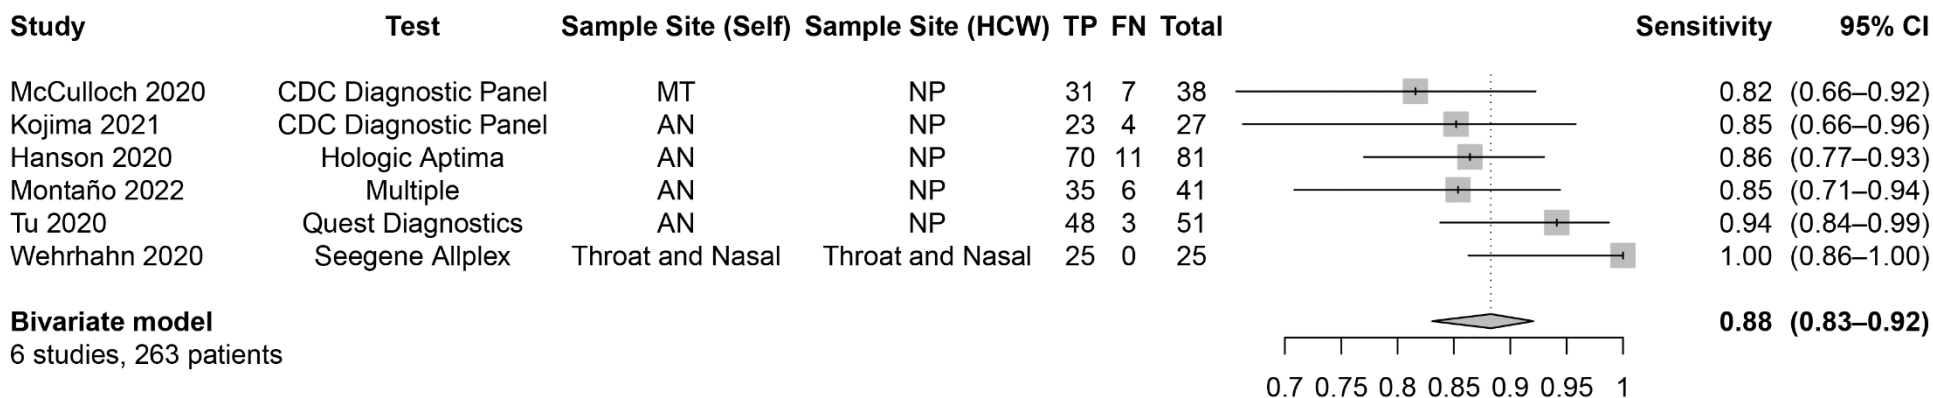 Study Test Sample Site (Self) Sample Site (HCW) TP FN Total Sensitivity 95% CI
McCulloch 2020 CDC Diagnostic Panel MT NP 31 7 38 0.82 (0.66–0.92)
Kojima 2021 CDC Diagnostic Panel AN NP 23 4 27 0.85 (0.66–0.96)
Hanson 2020 Hologic Aptima AN NP 70 11 81 0.86 (0.77–0.93)
Montaño 2022 Multiple AN NP 35 6 41 0.85 (0.71–0.94)
Tu 2020 Quest Diagnostics AN NP 48 3 51 0.94 (0.84–0.99)
Wehrhahn 2020 Seegene Allplex Throat and Nasal Throat and Nasal 25 0 25 1.00 (0.86–1.00)
Bivariate model 0.88 (0.83–0.92)
6 studies, 263 patients
0.7 0.75 0.8 0.85 0.9 0.95 1